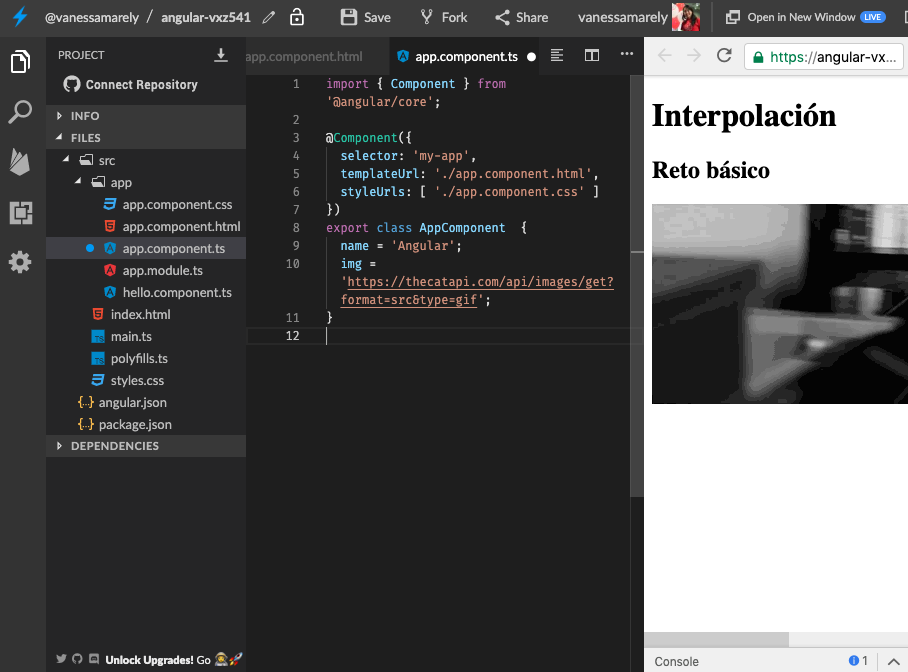 @vanessamarely / angular-vxz541
Save
Fork
Share
vanessamarely
Open in New Window LIVE
PROJECT
Connect Repository
INFO
FILES
src
app
app.component.css
app.component.html
app.component.ts
app.module.ts
hello.component.ts
index.html
main.ts
polyfills.ts
styles.css
{..} angular.json
{..} package.json
DEPENDENCIES
Unlock Upgrades! Go
app.component.html
app.component.ts
1 import { Component } from
'@angular/core';
2
3 @Component({
4 selector: 'my-app',
5 templateUrl: './app.component.html',
6 styleUrls: [ './app.component.css' ]
7 })
8 export class AppComponent  {
9 name = 'Angular';
10 img =
'https://thecatapi.com/api/images/get?
format=src&type=gif';
11 }
12
https://angular-vx...
Interpolación
Reto básico
Console
1